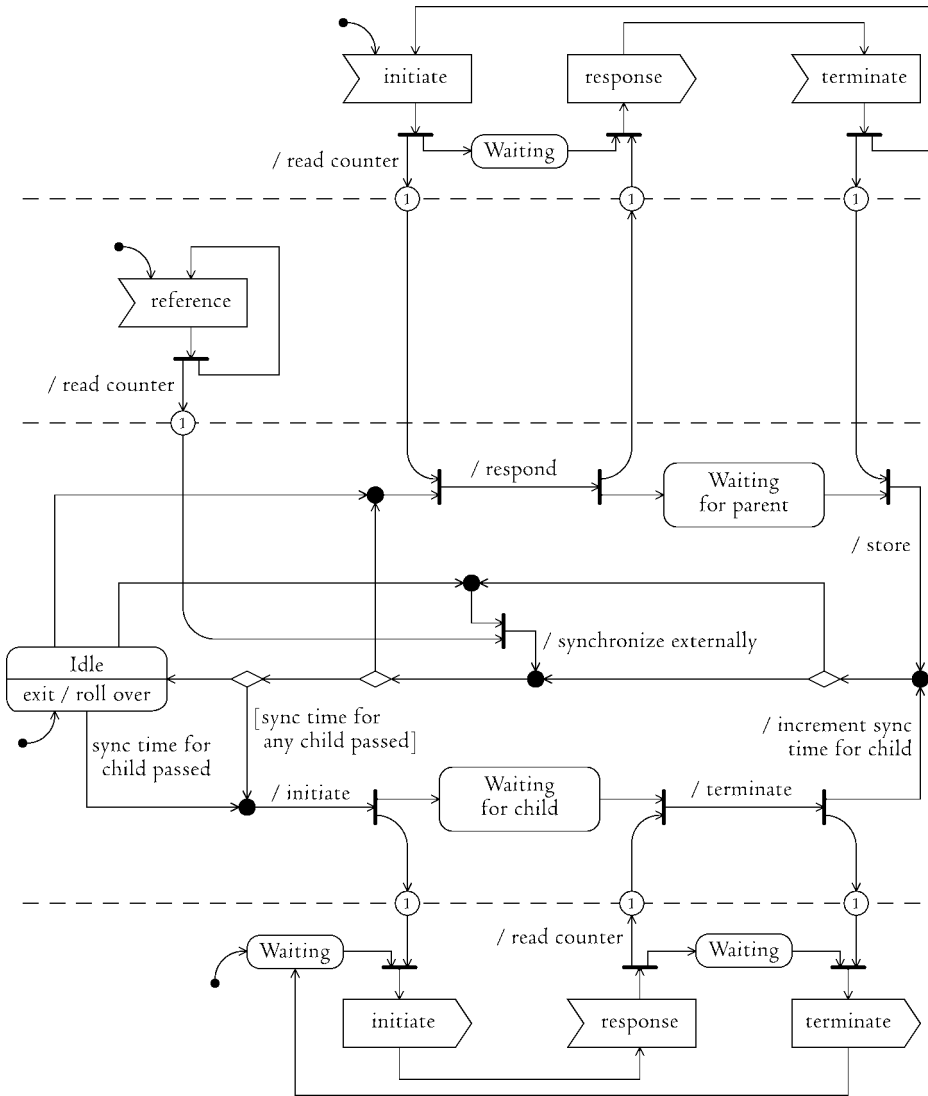 initiate
response
terminate
Waiting
/ read counter
1
1
1
reference
/ read counter
1
/ respond
Waiting
for parent
/ store
/ synchronize externally
Idle
exit / roll over
[sync time for
any child passed]
sync time for
child passed
/ increment sync
time for child
/ initiate
Waiting
for child
/ terminate
1
1
1
/ read counter
Waiting
Waiting
initiate
response
terminate